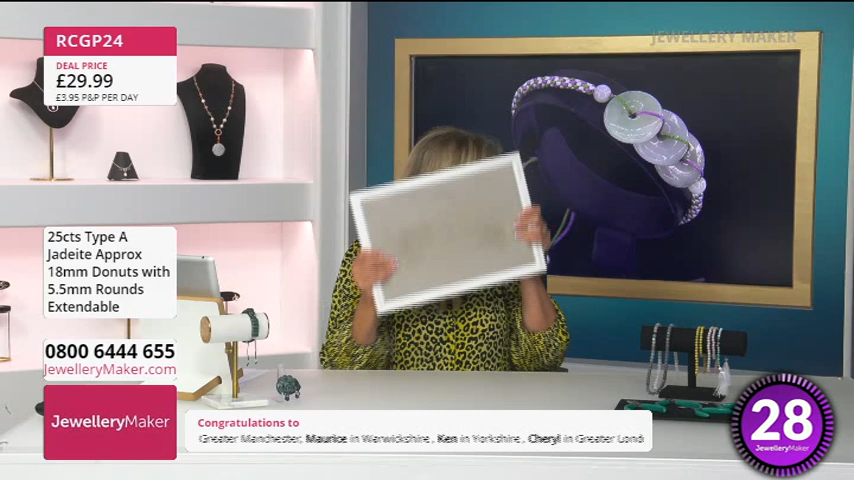 RCGP24
DEAL PRICE
£29.99
£3.95 P&P PER DAY
JEWELLERY MAKER
25cts Type A
Jadeite Approx
18mm Donuts with
5.5mm Rounds
Extendable
0800 6444 655
JewelleryMaker.com
JewelleryMaker
Congratulations to
Greater Manchester, Maurice in Warwickshire, Ken in Yorkshire, Cheryl in Greater Lond
28
JewelleryMaker